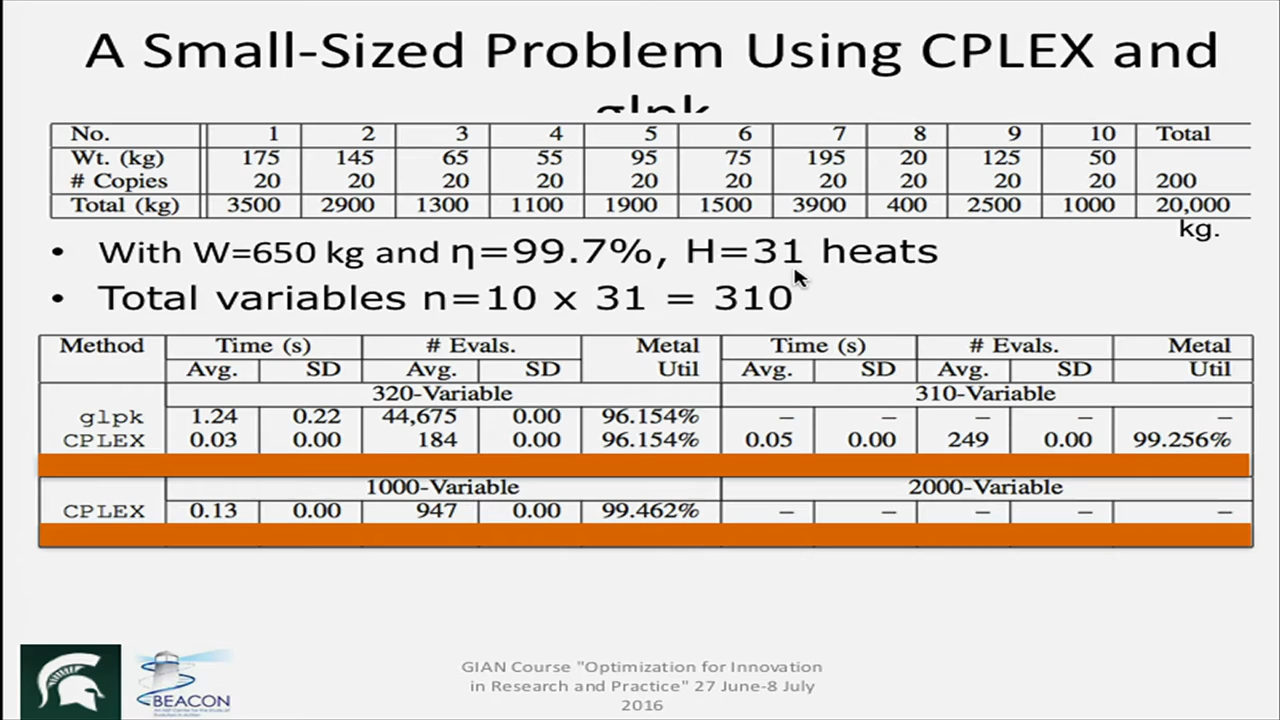 A Small-Sized Problem Using CPLEX and
glpk
No. 1 2 3 4 5 6 7 8 9 10 Total
Wt. (kg) 175 145 65 55 95 75 195 20 125 50
# Copies 20 20 20 20 20 20 20 20 20 20 200
Total (kg) 3500 2900 1300 1100 1900 1500 3900 400 2500 1000 20,000
kg.
• With W=650 kg and η=99.7%, H=31 heats
• Total variables n=10 x 31 = 310
Method Time (s) # Evals. Metal Time (s) # Evals. Metal
Avg. SD Avg. SD Util Avg. SD Avg. SD Util
320-Variable 310-Variable
glpk 1.24 0.22 44,675 0.00 96.154% – – – – –
CPLEX 0.03 0.00 184 0.00 96.154% 0.05 0.00 249 0.00 99.256%
1000-Variable 2000-Variable
CPLEX 0.13 0.00 947 0.00 99.462% – – – – –
BEACON
GIAN Course "Optimization for Innovation
in Research and Practice" 27 June-8 July
2016